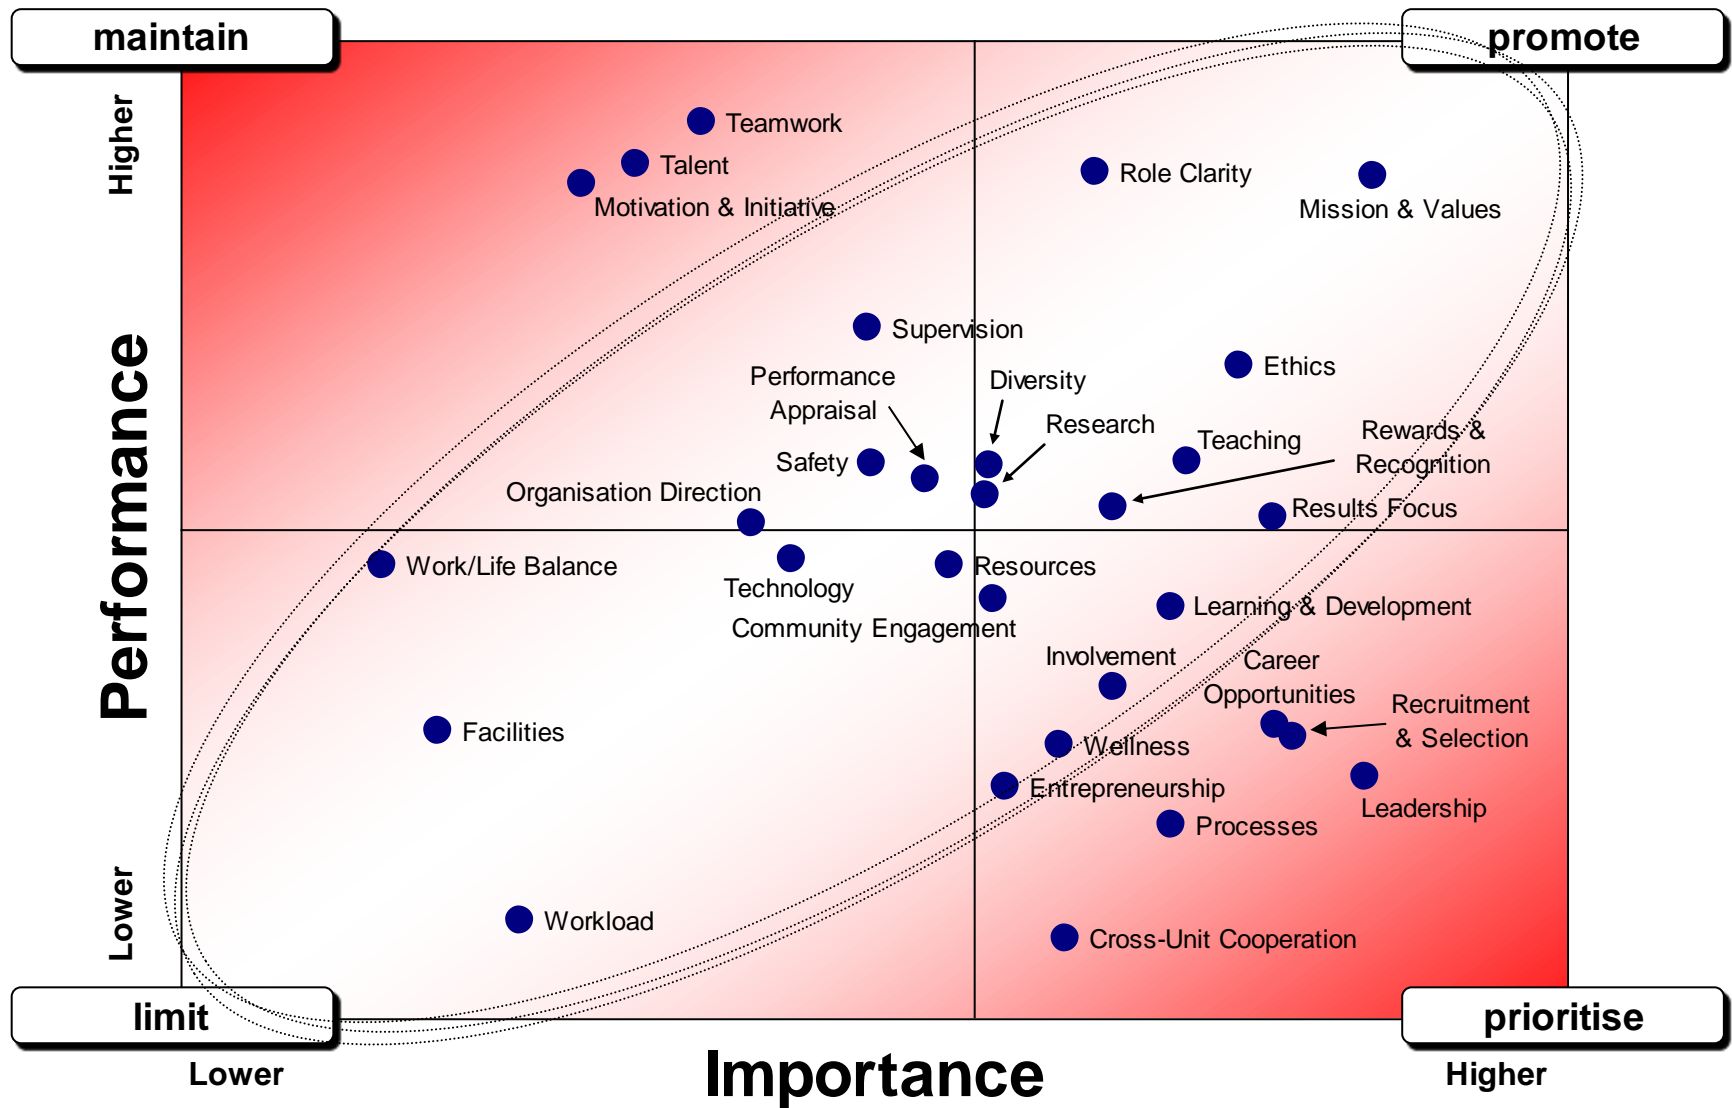 maintain
promote
Higher
Teamwork
Talent
Motivation & Initiative
Role Clarity
Mission & Values
Supervision
Performance
Appraisal
Diversity
Ethics
Research
Teaching
Rewards &
Recognition
Safety
Organisation Direction
Results Focus
Performance
Work/Life Balance
Technology
Resources
Community Engagement
Learning & Development
Involvement
Career
Opportunities
Recruitment
& Selection
Facilities
Wellness
Entrepreneurship
Leadership
Processes
Lower
Workload
Cross-Unit Cooperation
limit
prioritise
Lower
Importance
Higher